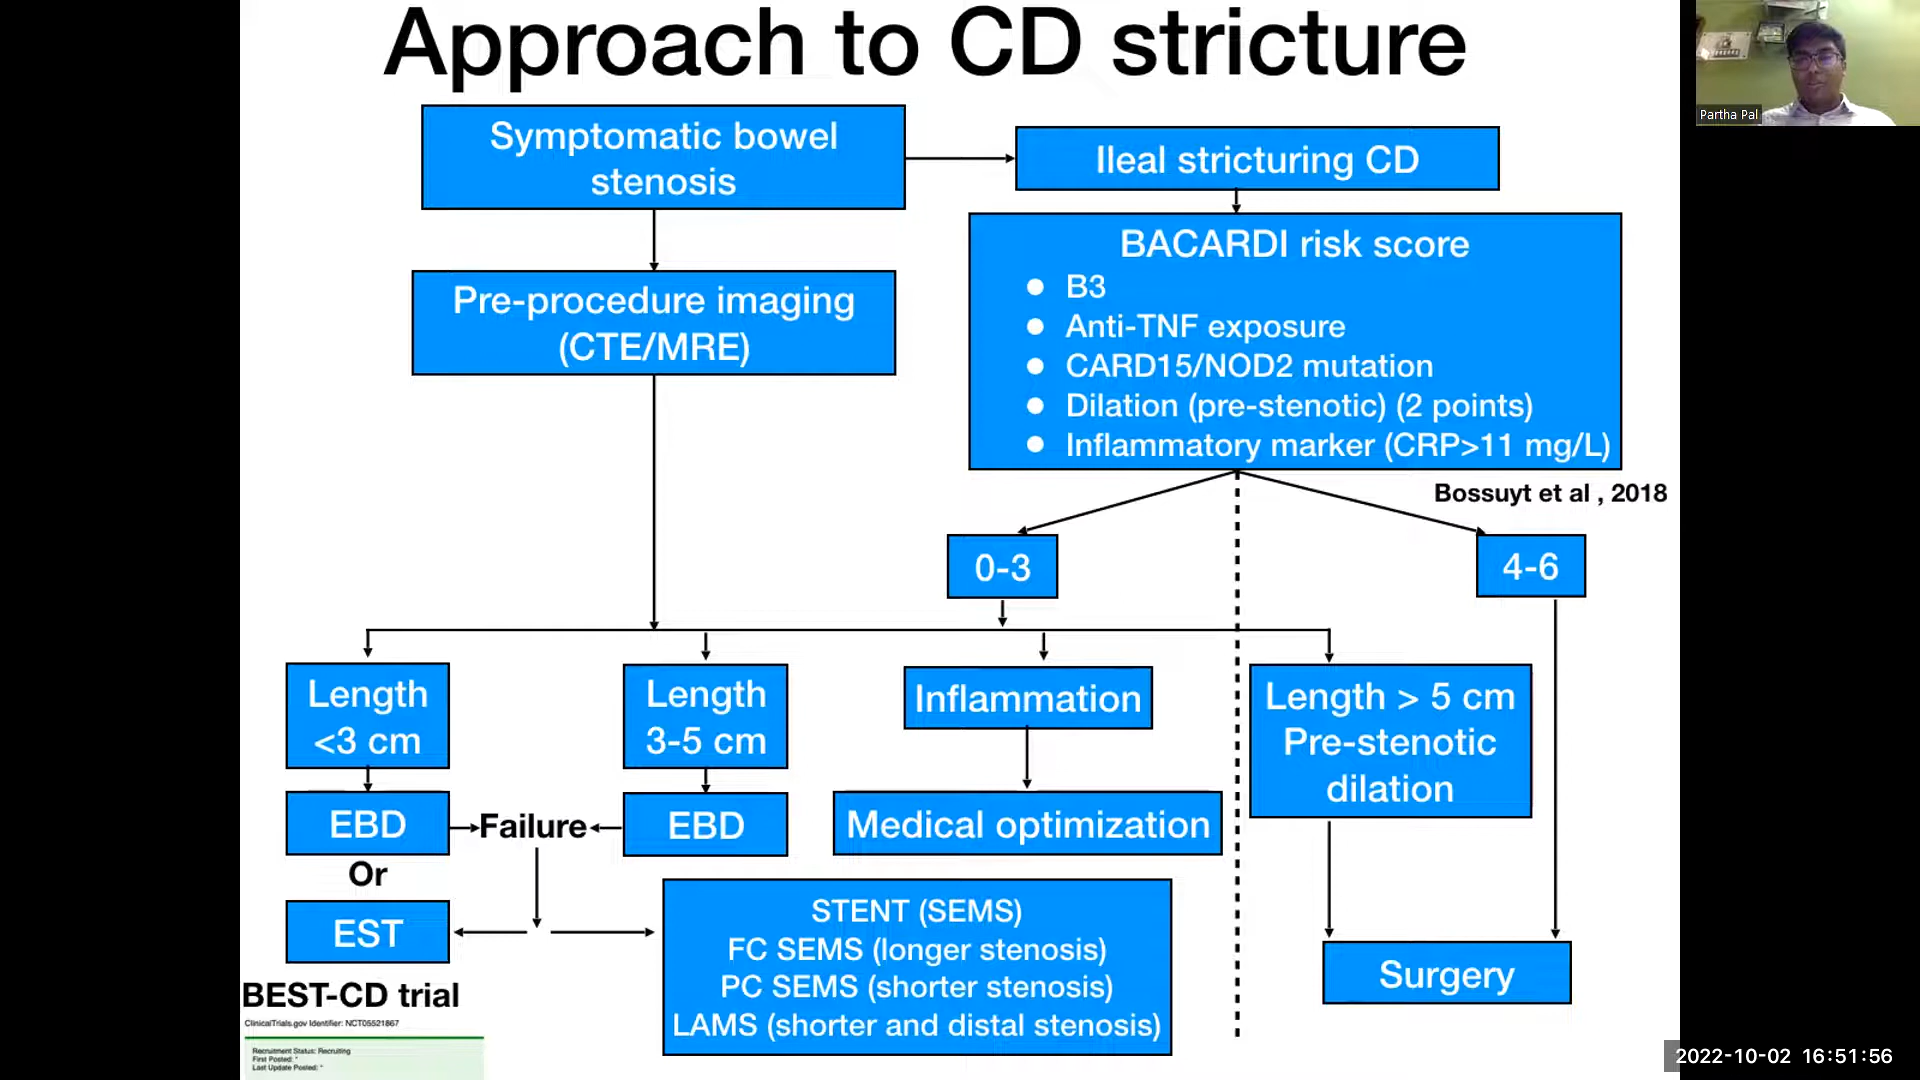 Approach to CD stricture
Partha Pal
Symptomatic bowel
stenosis
Ileal stricturing CD
BACARDI risk score
● B3
● Anti-TNF exposure
● CARD15/NOD2 mutation
● Dilation (pre-stenotic) (2 points)
● Inflammatory marker (CRP>11 mg/L)
Pre-procedure imaging
(CTE/MRE)
Bossuyt et al , 2018
0-3
4-6
Length
<3 cm
Length
3-5 cm
Inflammation
Length > 5 cm
Pre-stenotic
dilation
EBD
Failure
EBD
Medical optimization
Or
EST
STENT (SEMS)
FC SEMS (longer stenosis)
PC SEMS (shorter stenosis)
LAMS (shorter and distal stenosis)
Surgery
BEST-CD trial
ClinicalTrials.gov Identifier: NCT05521867
Recruitment Status: Recruiting
First Posted: *
Last Update Posted: *
2022-10-02 16:51:56